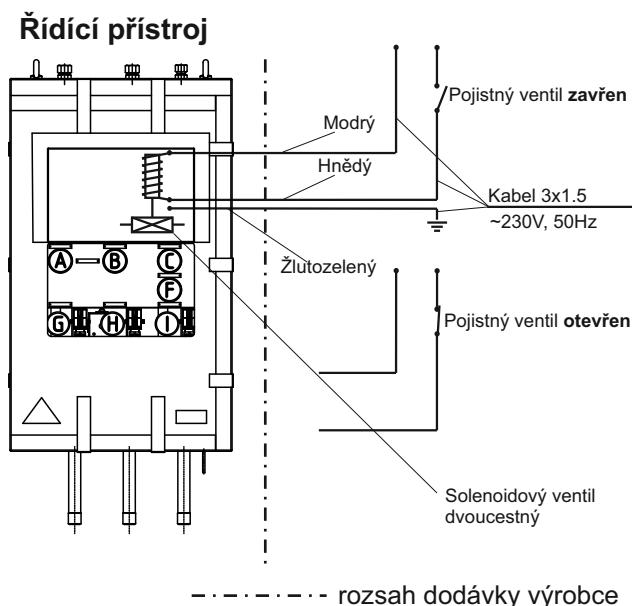 Řídící přístroj
Pojistný ventil zavřen
Modrý
Hnědý
Kabel 3x1.5
~230V, 50Hz
Žlutozelený
A B C
F
G H I
Pojistný ventil otevřen
Solenoidový ventil
dvoucestný
rozsah dodávky výrobce